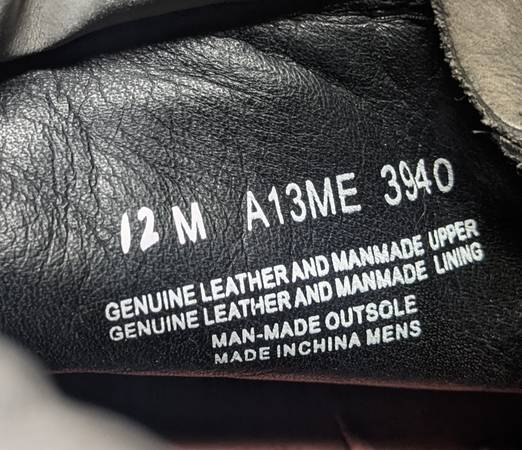 12 M A13ME 3940
GENUINE LEATHER AND MANMADE UPPER
GENUINE LEATHER AND MANMADE LINING
MAN-MADE OUTSOLE
MADE INCHINA MENS